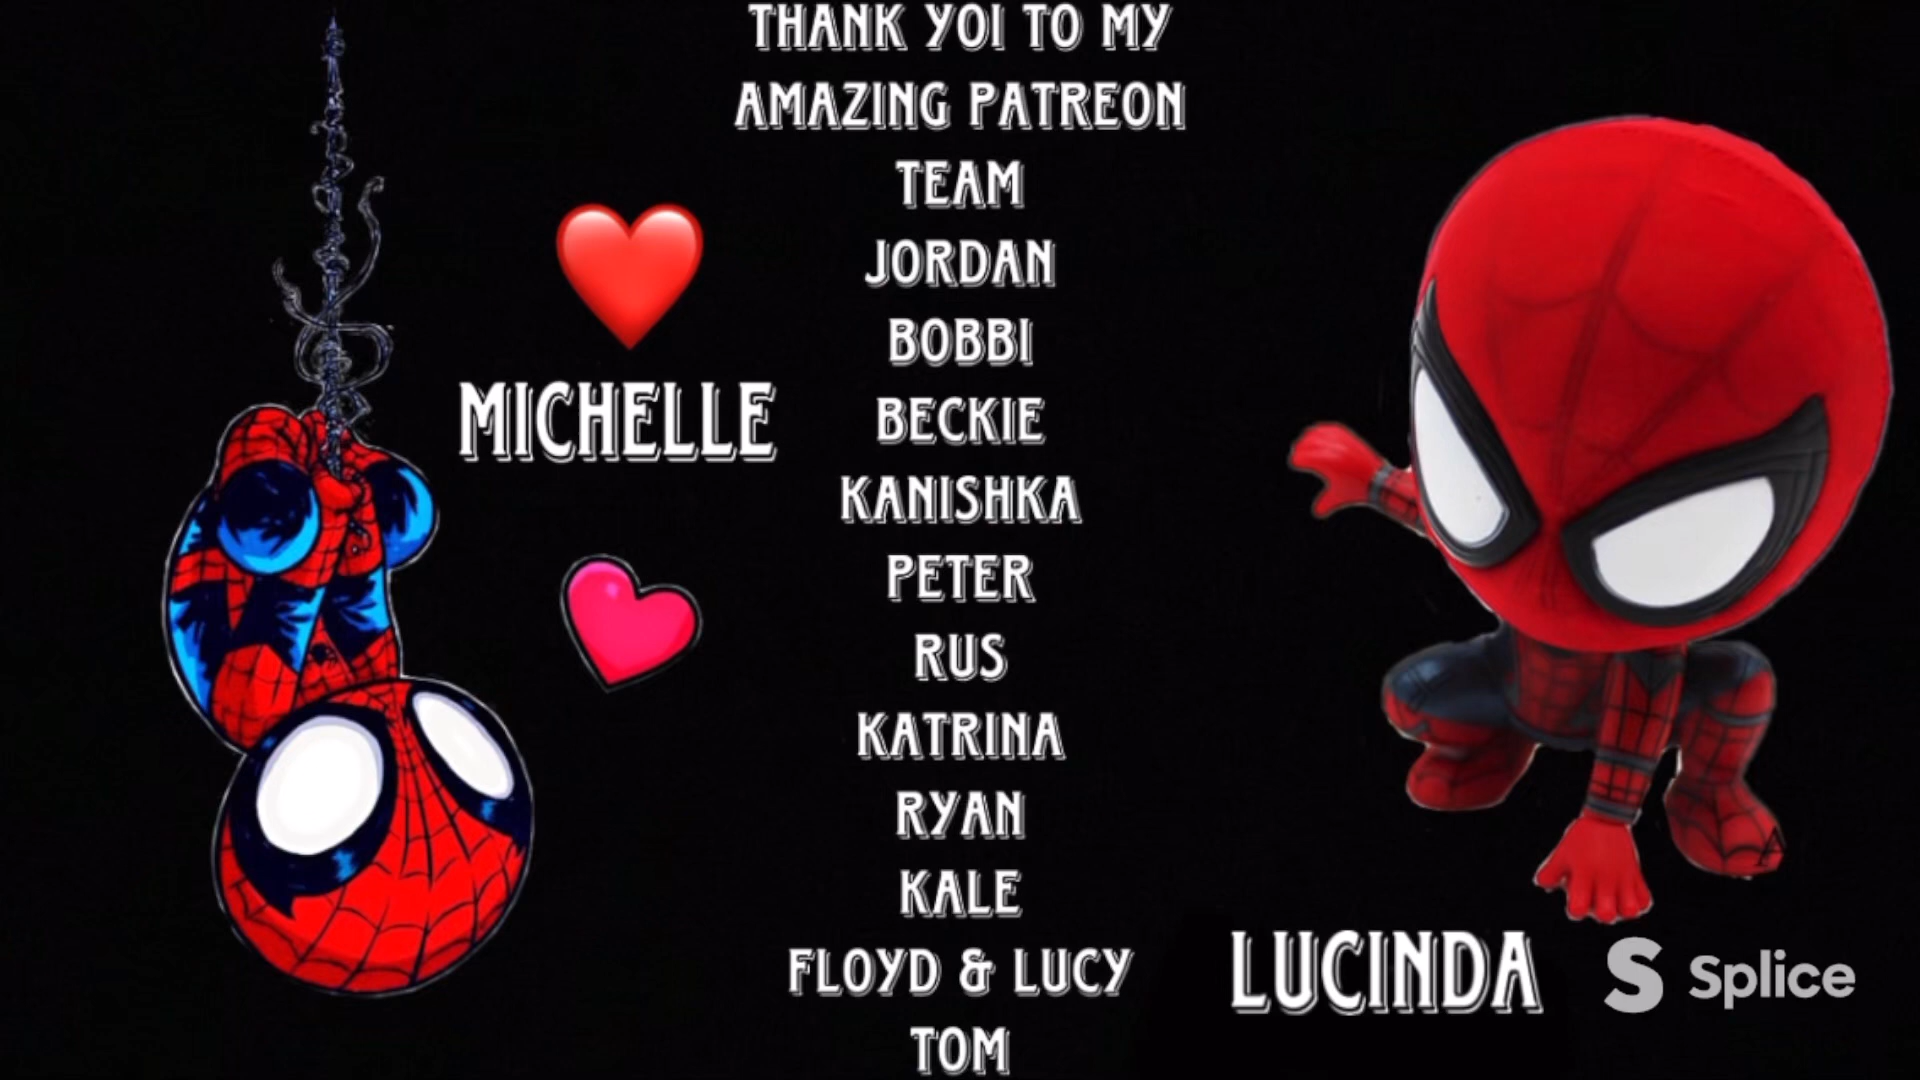 THANK YOI TO MY
AMAZING PATREON
TEAM
JORDAN
BOBBI
BECKIE
KANISHKA
PETER
RUS
KATRINA
RYAN
KALE
FLOYD & LUCY
TOM
MICHELLE
LUCINDA
Splice